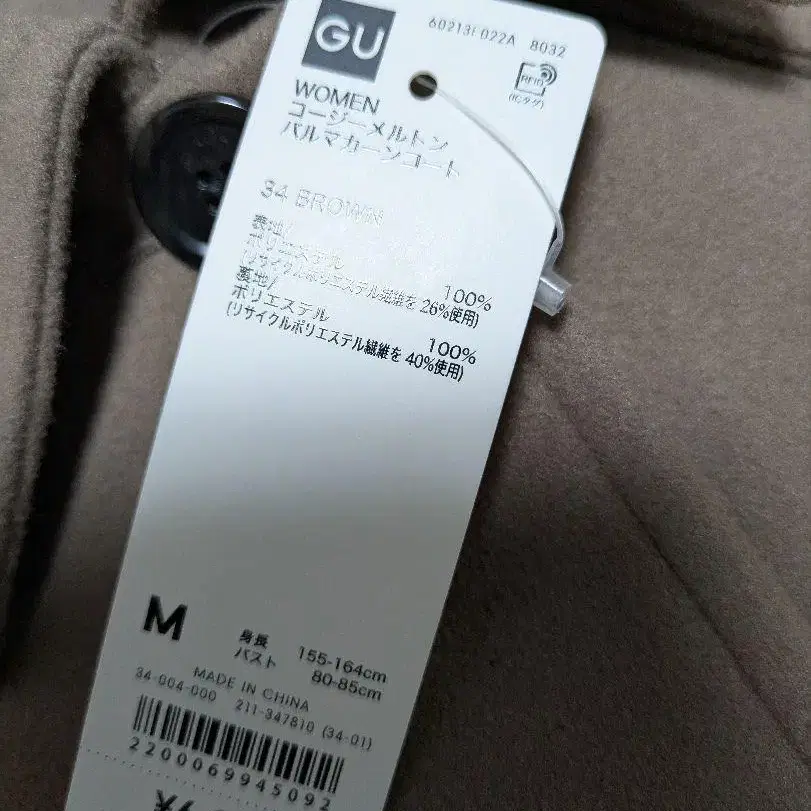 GU
60213L022A 8032
RFID
(ICタグ)
WOMEN
コージーメルトン
バルマカーンコート
34 BROWN
表地/
ポリエステル 100%
(リサイクルポリエステル繊維を 26%使用)
裏地/
ポリエステル 100%
(リサイクルポリエステル繊維を 40%使用)
M
身長 155-164cm
バスト 80-85cm
MADE IN CHINA
34-004-000 211-347810 (34-01)
2200069945092